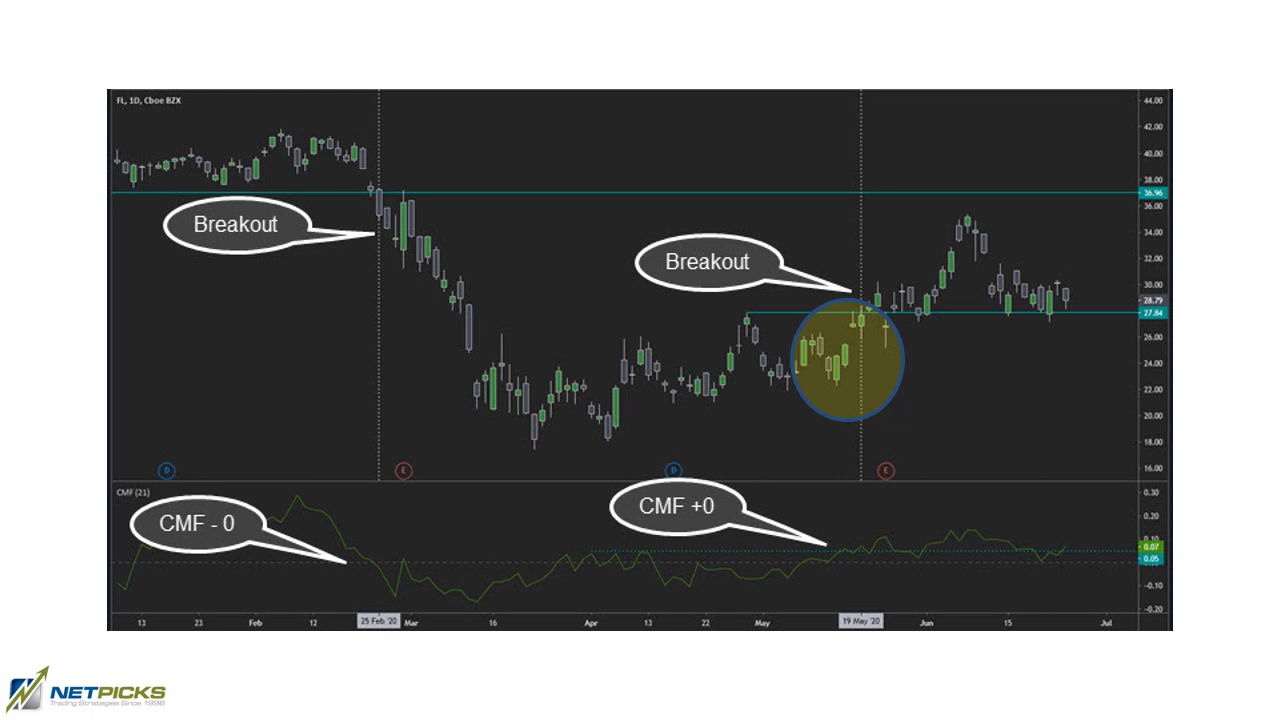 FL, 1D, Cboe BZX
44.00
42.00
40.00
38.00
36.96
36.00
Breakout
34.00
Breakout
32.00
30.00
28.79
27.84
26.00
24.00
22.00
20.00
18.00
D
E
D
E
16.00
CMF (21)
0.30
CMF - 0
CMF +0
0.20
0.10
0.07
0.05
-0.10
-0.20
13
23
Feb
12
25 Feb '20
Mar
16
Apr
13
22
May
19 May '20
Jun
15
Jul
NETPICKS
Trading Strategies Since 1996